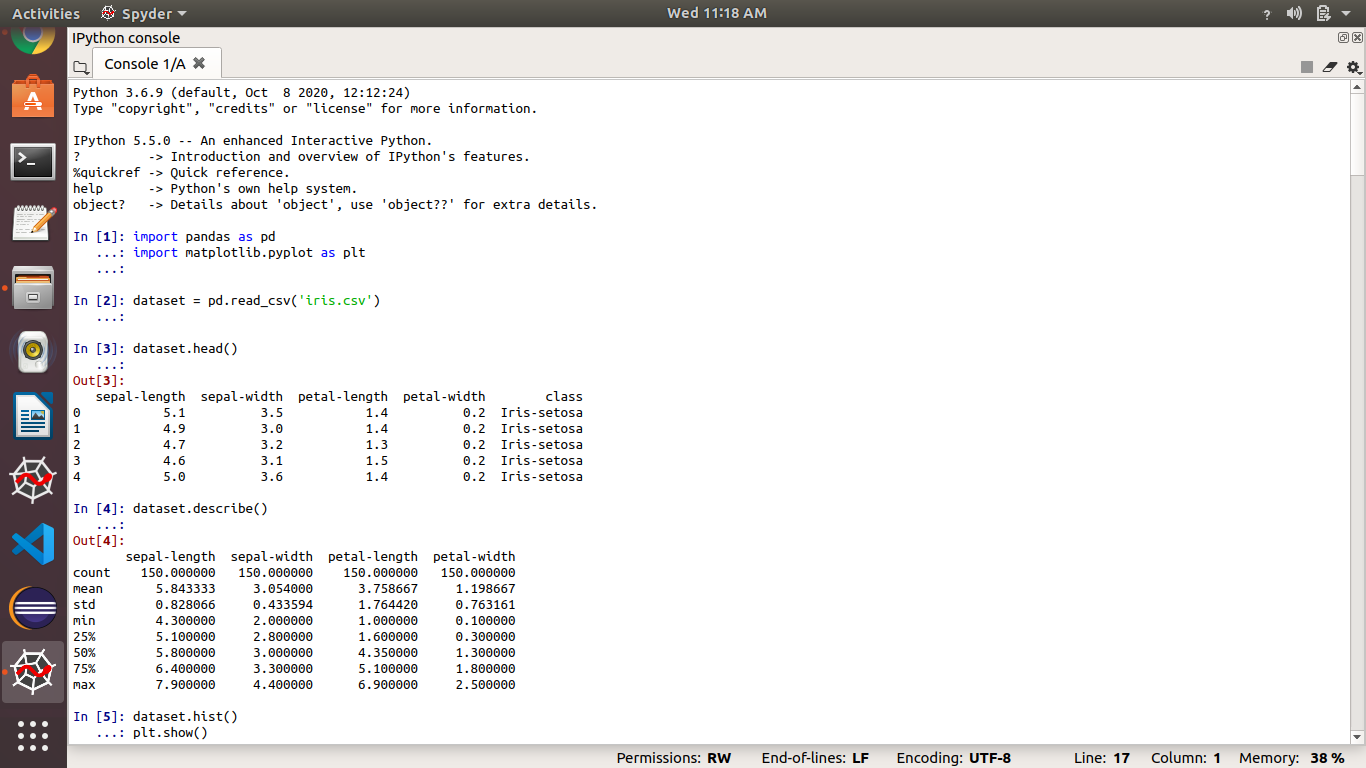 Activities Spyder Wed 11:18 AM ?
IPython console
Console 1/A
Python 3.6.9 (default, Oct  8 2020, 12:12:24)
Type "copyright", "credits" or "license" for more information.

IPython 5.5.0 -- An enhanced Interactive Python.
?         -> Introduction and overview of IPython's features.
%quickref -> Quick reference.
help      -> Python's own help system.
object?   -> Details about 'object', use 'object??' for extra details.

In [1]: import pandas as pd
   ...: import matplotlib.pyplot as plt
   ...:

In [2]: dataset = pd.read_csv('iris.csv')
   ...:

In [3]: dataset.head()
   ...:
Out[3]:
   sepal-length  sepal-width  petal-length  petal-width        class
0           5.1          3.5           1.4          0.2  Iris-setosa
1           4.9          3.0           1.4          0.2  Iris-setosa
2           4.7          3.2           1.3          0.2  Iris-setosa
3           4.6          3.1           1.5          0.2  Iris-setosa
4           5.0          3.6           1.4          0.2  Iris-setosa

In [4]: dataset.describe()
   ...:
Out[4]:
       sepal-length  sepal-width  petal-length  petal-width
count    150.000000   150.000000    150.000000   150.000000
mean       5.843333     3.054000      3.758667     1.198667
std        0.828066     0.433594      1.764420     0.763161
min        4.300000     2.000000      1.000000     0.100000
25%        5.100000     2.800000      1.600000     0.300000
50%        5.800000     3.000000      4.350000     1.300000
75%        6.400000     3.300000      5.100000     1.800000
max        7.900000     4.400000      6.900000     2.500000

In [5]: dataset.hist()
   ...: plt.show()
Permissions: RW End-of-lines: LF Encoding: UTF-8 Line: 17 Column: 1 Memory: 38 %